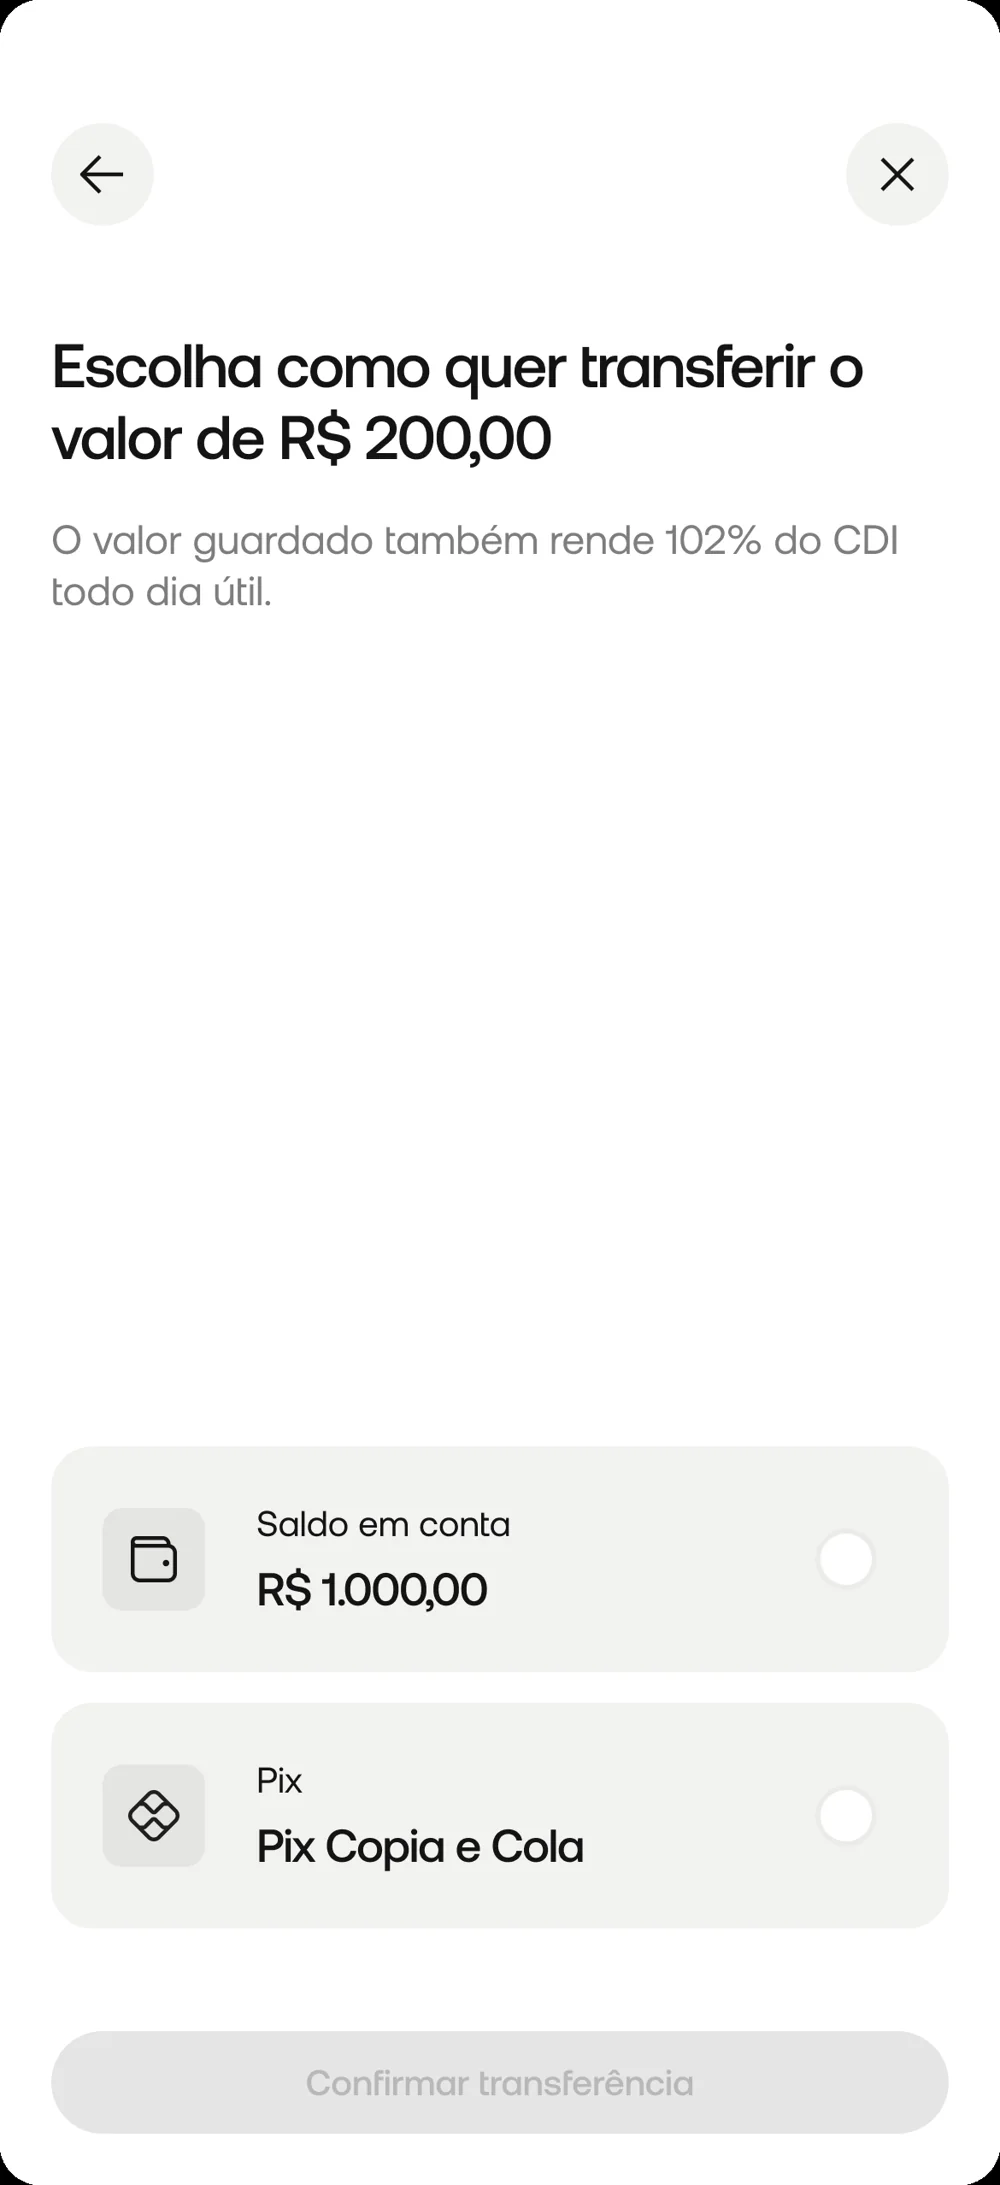 Escolha como quer transferir o
valor de R$ 200,00
O valor guardado também rende 102% do CDI
todo dia útil.
Saldo em conta
R$ 1.000,00
Pix
Pix Copia e Cola
Confirmar transferência